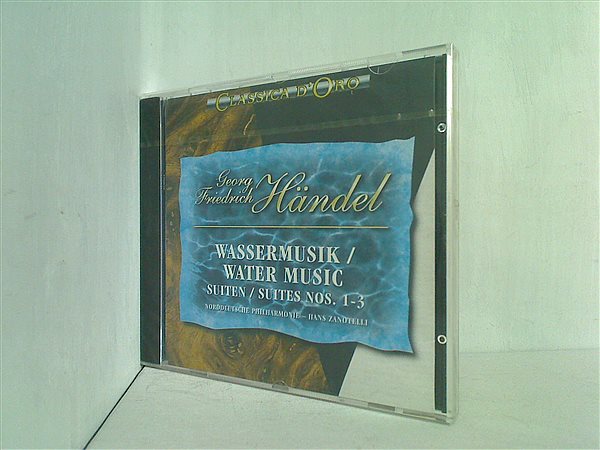 CLASSICA D'ORO
Georg
Friedrich Händel
WASSERMUSIK /
WATER MUSIC
SUITEN / SUITES NOS. 1-3
NORDDEUTSCHE PHILHARMONIE – HANS ZANOTELLI